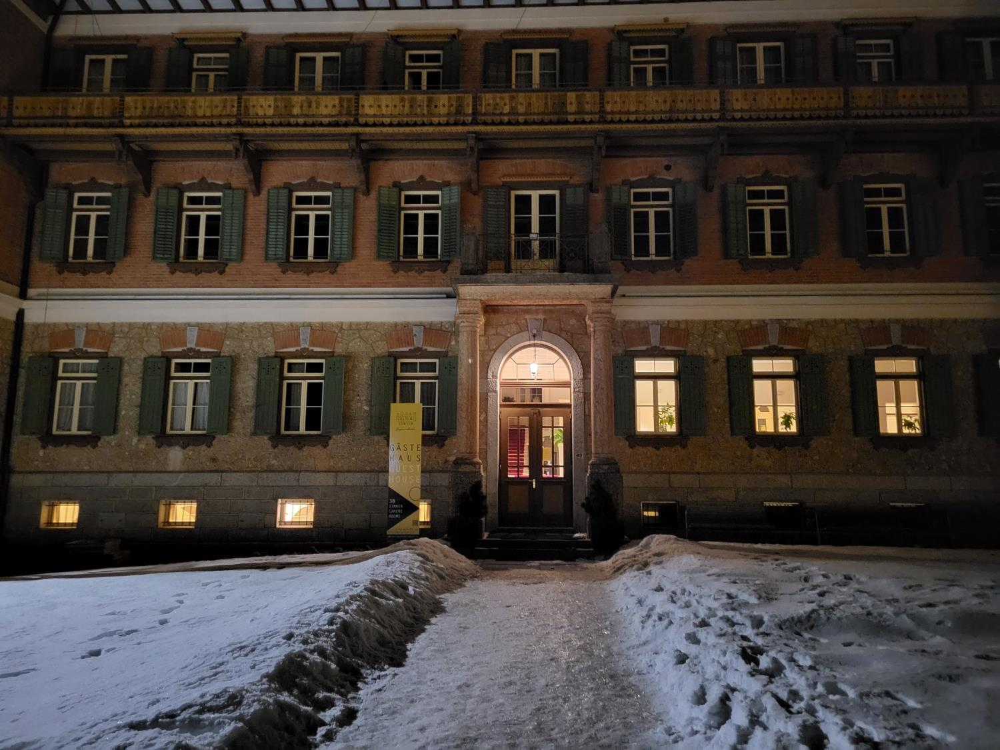 CULTURE
CENTER
GÄSTE
HAUS
GUEST
HOUSE
38
ZIMMER
CAMERE
ROOMS